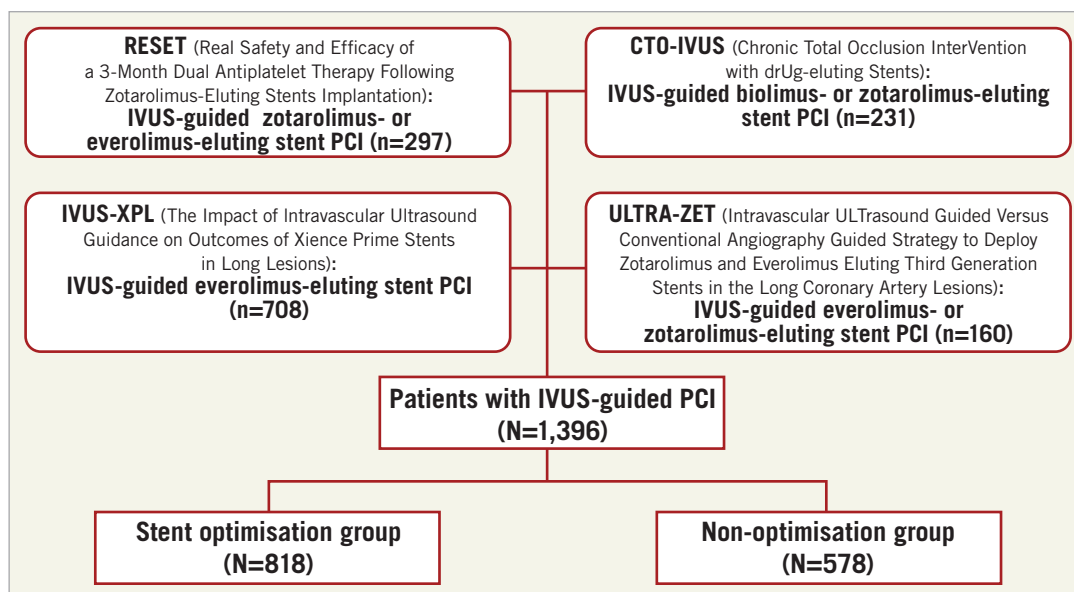 RESET (Real Safety and Efficacy of
a 3-Month Dual Antiplatelet Therapy Following
Zotarolimus-Eluting Stents Implantation):
IVUS-guided zotarolimus- or
everolimus-eluting stent PCI (n=297)
CTO-IVUS (Chronic Total Occlusion InterVention
with drUg-eluting Stents):
IVUS-guided biolimus- or zotarolimus-eluting
stent PCI (n=231)
IVUS-XPL (The Impact of Intravascular Ultrasound
Guidance on Outcomes of Xience Prime Stents
in Long Lesions):
IVUS-guided everolimus-eluting stent PCI
(n=708)
ULTRA-ZET (Intravascular ULTrasound Guided Versus
Conventional Angiography Guided Strategy to Deploy
Zotarolimus and Everolimus Eluting Third Generation
Stents in the Long Coronary Artery Lesions):
IVUS-guided everolimus- or
zotarolimus-eluting stent PCI (n=160)
Patients with IVUS-guided PCI
(N=1,396)
Stent optimisation group
(N=818)
Non-optimisation group
(N=578)